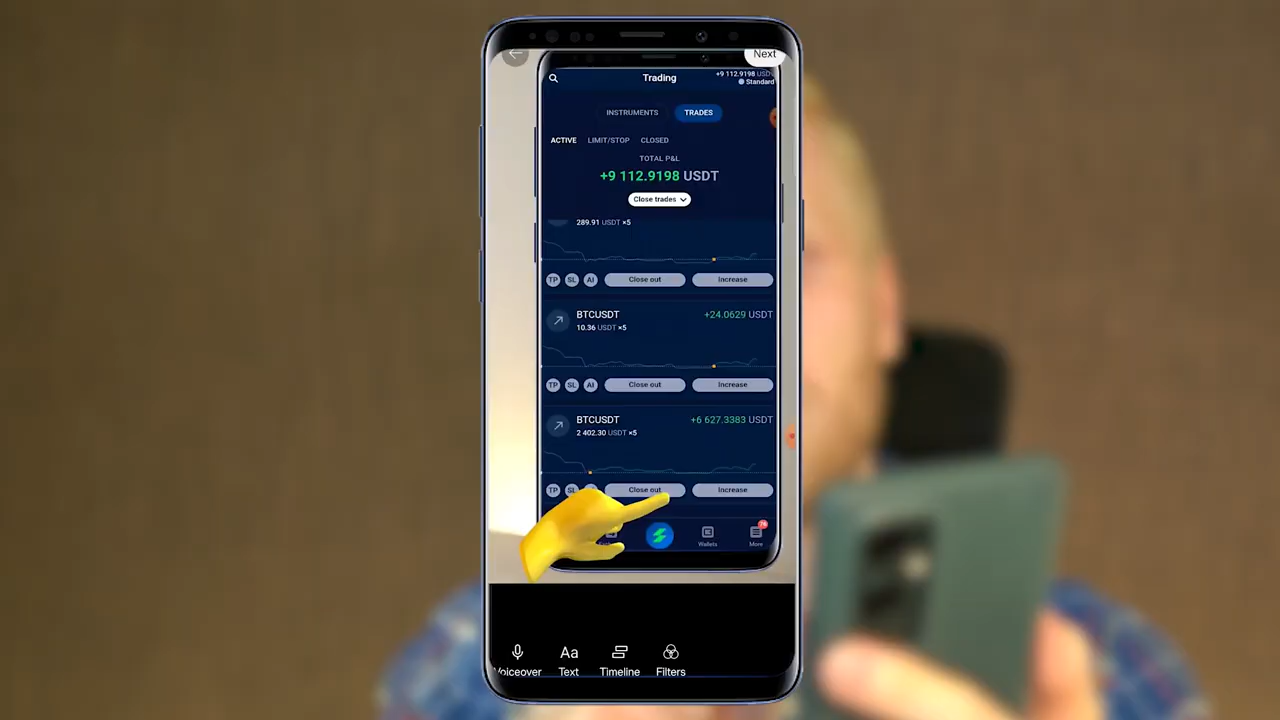 Next
Trading
+9 112.9198 USDT
Standard
INSTRUMENTS TRADES
ACTIVE LIMIT/STOP CLOSED
TOTAL P&L
+9 112.9198 USDT
Close trades
289.91 USDT ×5
TP SL AI Close out Increase
BTCUSDT +24.0629 USDT
10.36 USDT ×5
TP SL AI Close out Increase
BTCUSDT +6 627.3383 USDT
2 402.30 USDT ×5
TP SL Close out Increase
Wallets More
Voiceover Text Timeline Filters
Aa